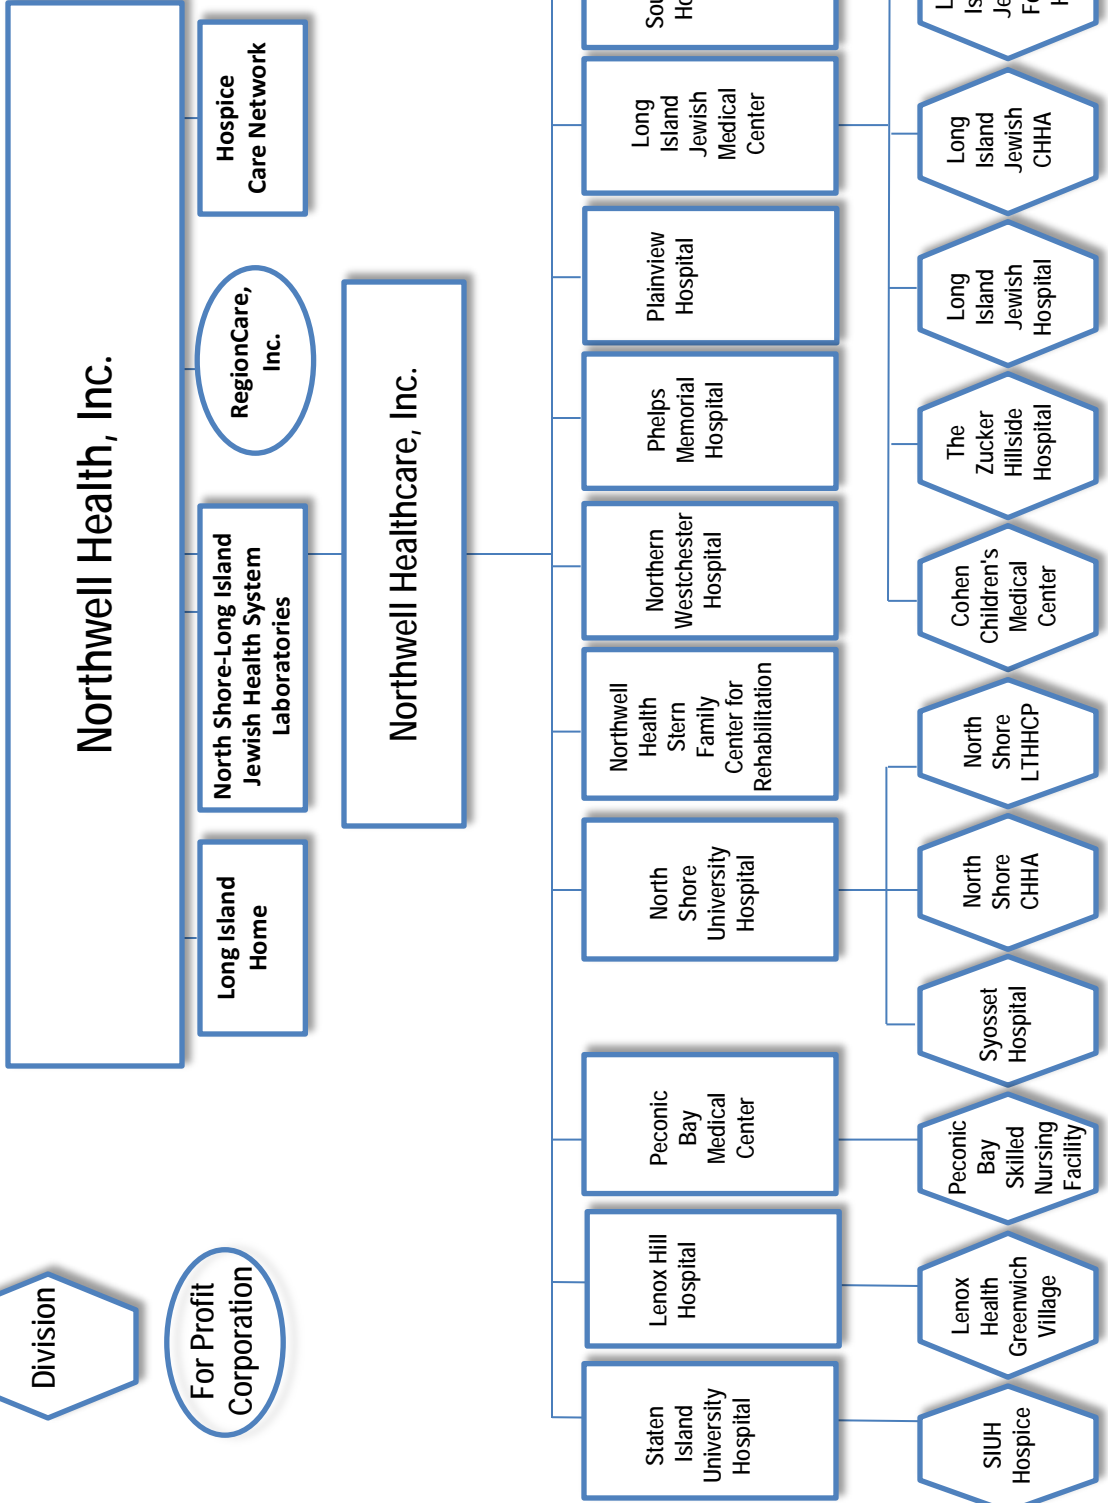 Division
For Profit
Corporation
Northwell Health, Inc.
Long Island
Home
North Shore-Long Island
Jewish Health System
Laboratories
RegionCare,
Inc.
Hospice
Care Network
Northwell Healthcare, Inc.
Staten
Island
University
Hospital
Lenox Hill
Hospital
Peconic
Bay
Medical
Center
North
Shore
University
Hospital
Northwell
Health
Stern
Family
Center for
Rehabilitation
Northern
Westchester
Hospital
Phelps
Memorial
Hospital
Plainview
Hospital
Long
Island
Jewish
Medical
Center
SIUH
Hospice
Lenox
Health
Greenwich
Village
Peconic
Bay
Skilled
Nursing
Facility
Syosset
Hospital
North
Shore
CHHA
North
Shore
LTHHCP
Cohen
Children's
Medical
Center
The
Zucker
Hillside
Hospital
Long
Island
Jewish
Hospital
Long
Island
Jewish
CHHA